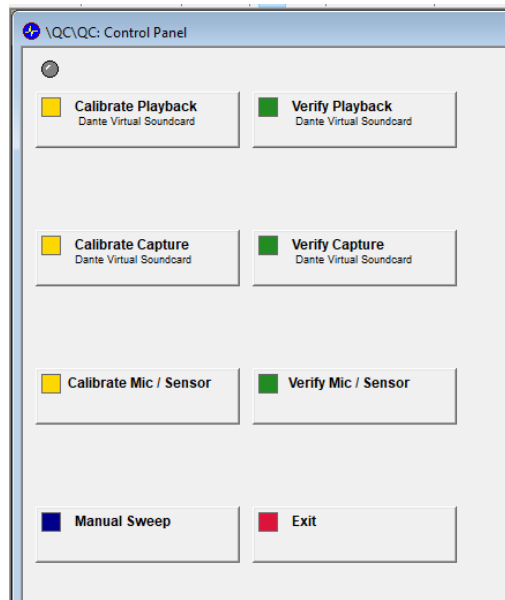 \QC\QC: Control Panel
Calibrate Playback
Dante Virtual Soundcard
Verify Playback
Dante Virtual Soundcard
Calibrate Capture
Dante Virtual Soundcard
Verify Capture
Dante Virtual Soundcard
Calibrate Mic / Sensor
Verify Mic / Sensor
Manual Sweep
Exit